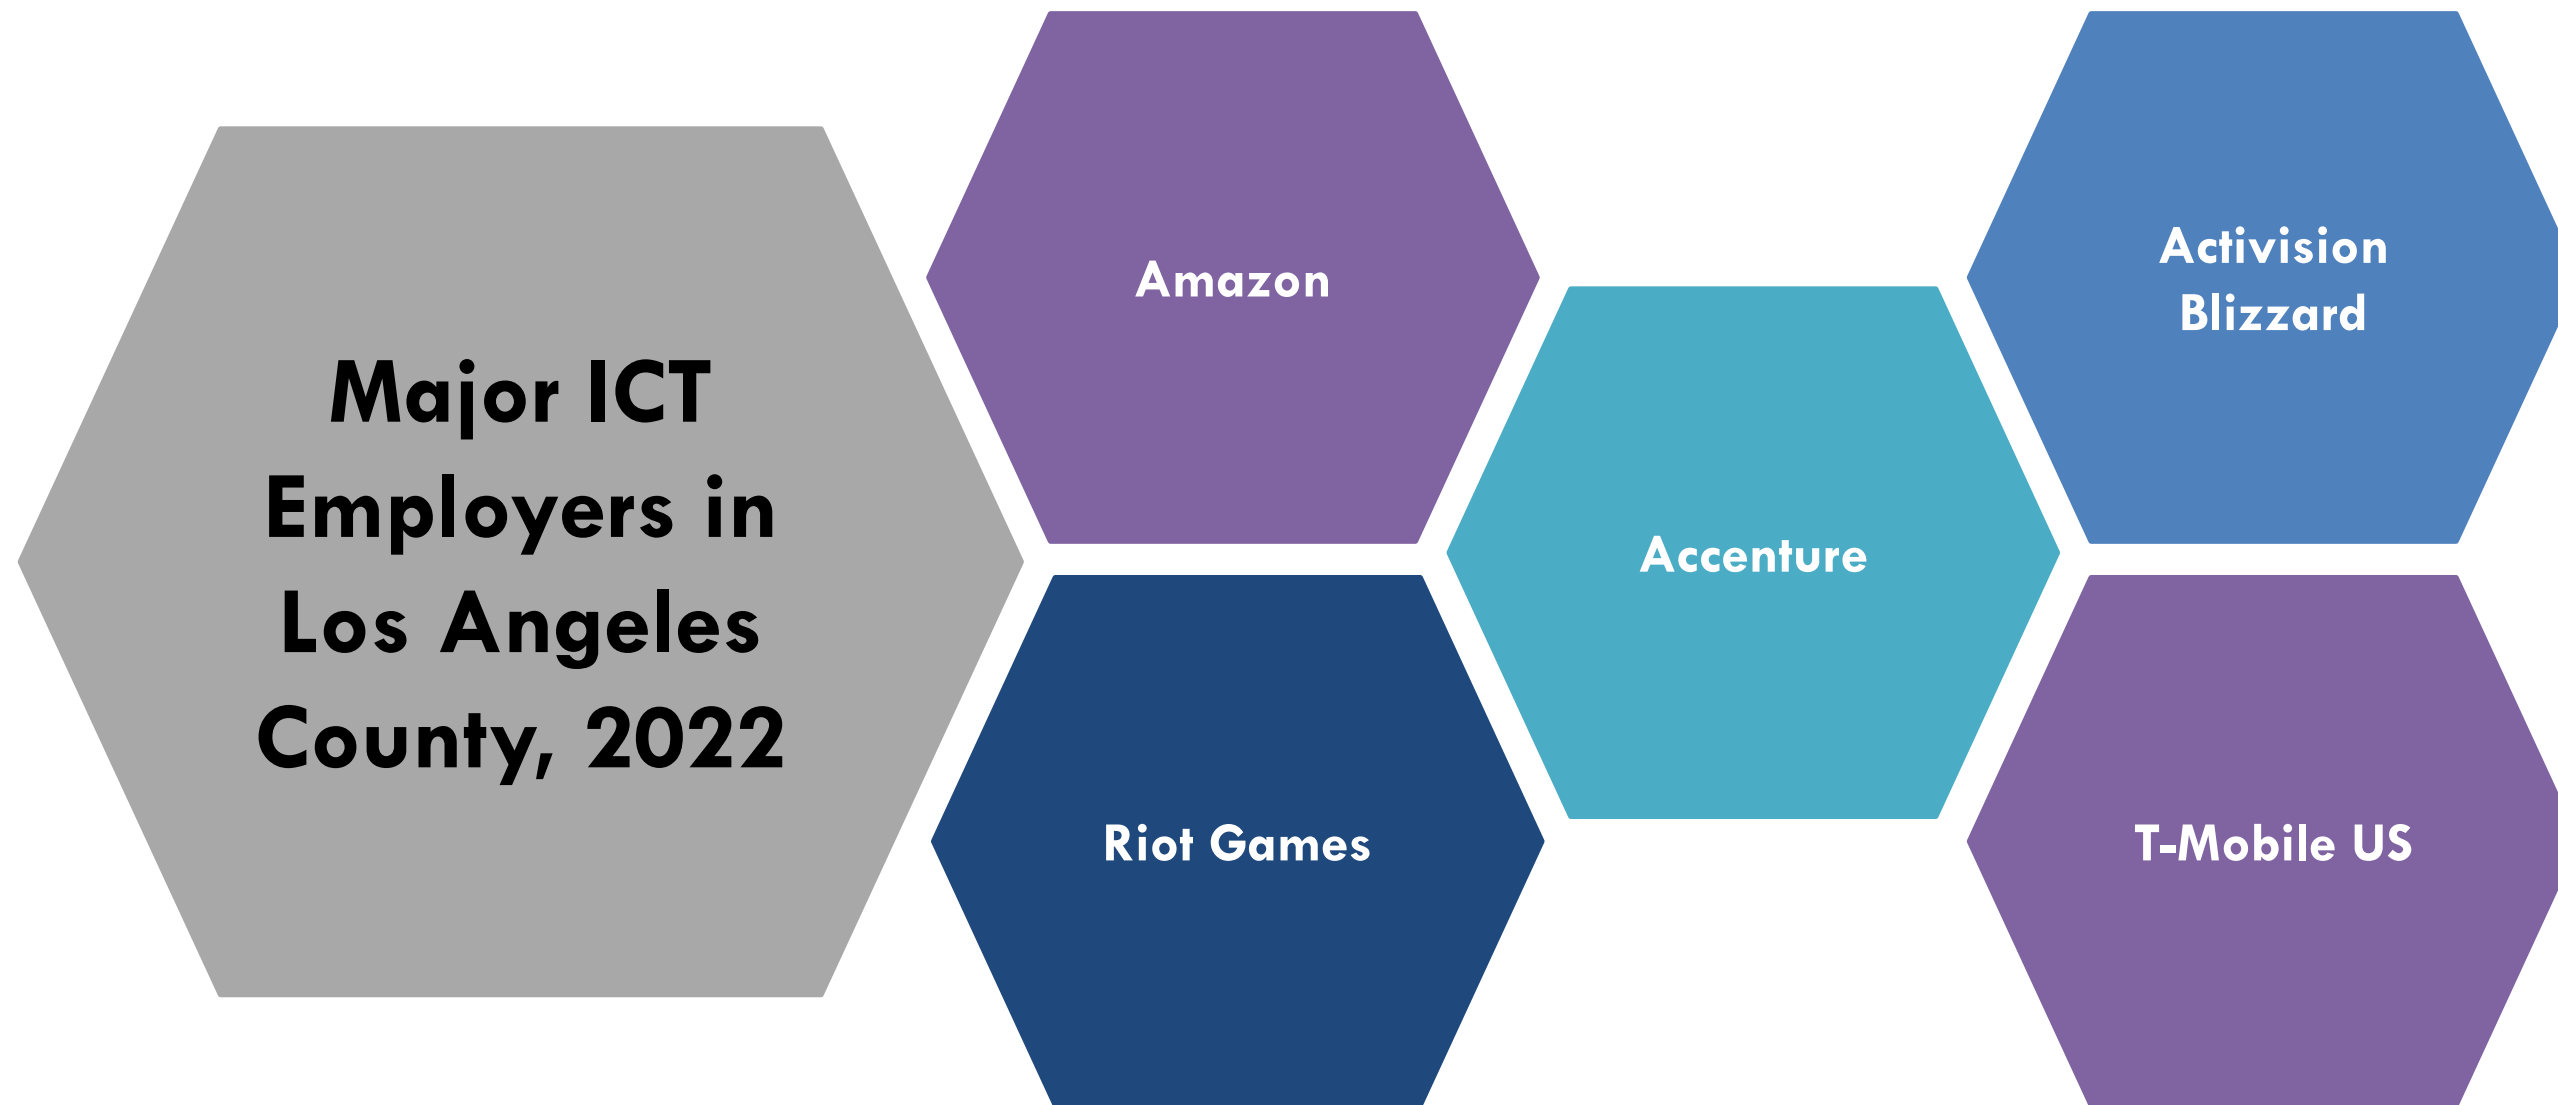 Major ICT
Employers in
Los Angeles
County, 2022
Amazon
Riot Games
Accenture
Activision
Blizzard
T-Mobile US